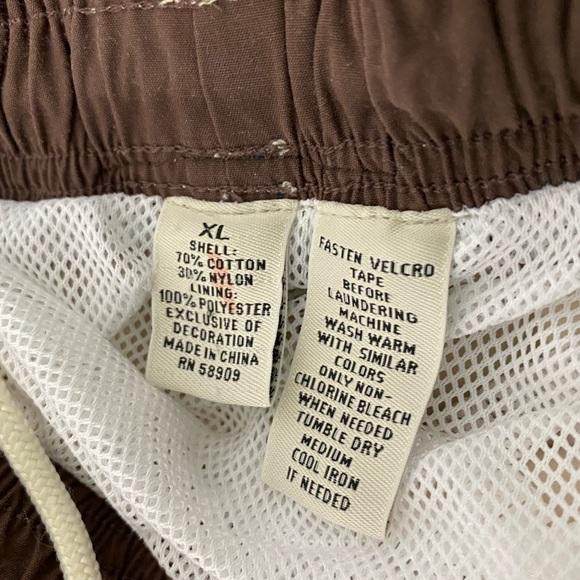 XL
SHELL:
70% COTTON
30% NYLON
LINING:
100% POLYESTER
EXCLUSIVE OF
DECORATION
MADE IN CHINA
RN 58909
FASTEN VELCRO
TAPE
BEFORE
LAUNDERING
MACHINE
WASH WARM
WITH SIMILAR
COLORS
ONLY NON-
CHLORINE BLEACH
WHEN NEEDED
TUMBLE DRY
MEDIUM
COOL IRON
IF NEEDED